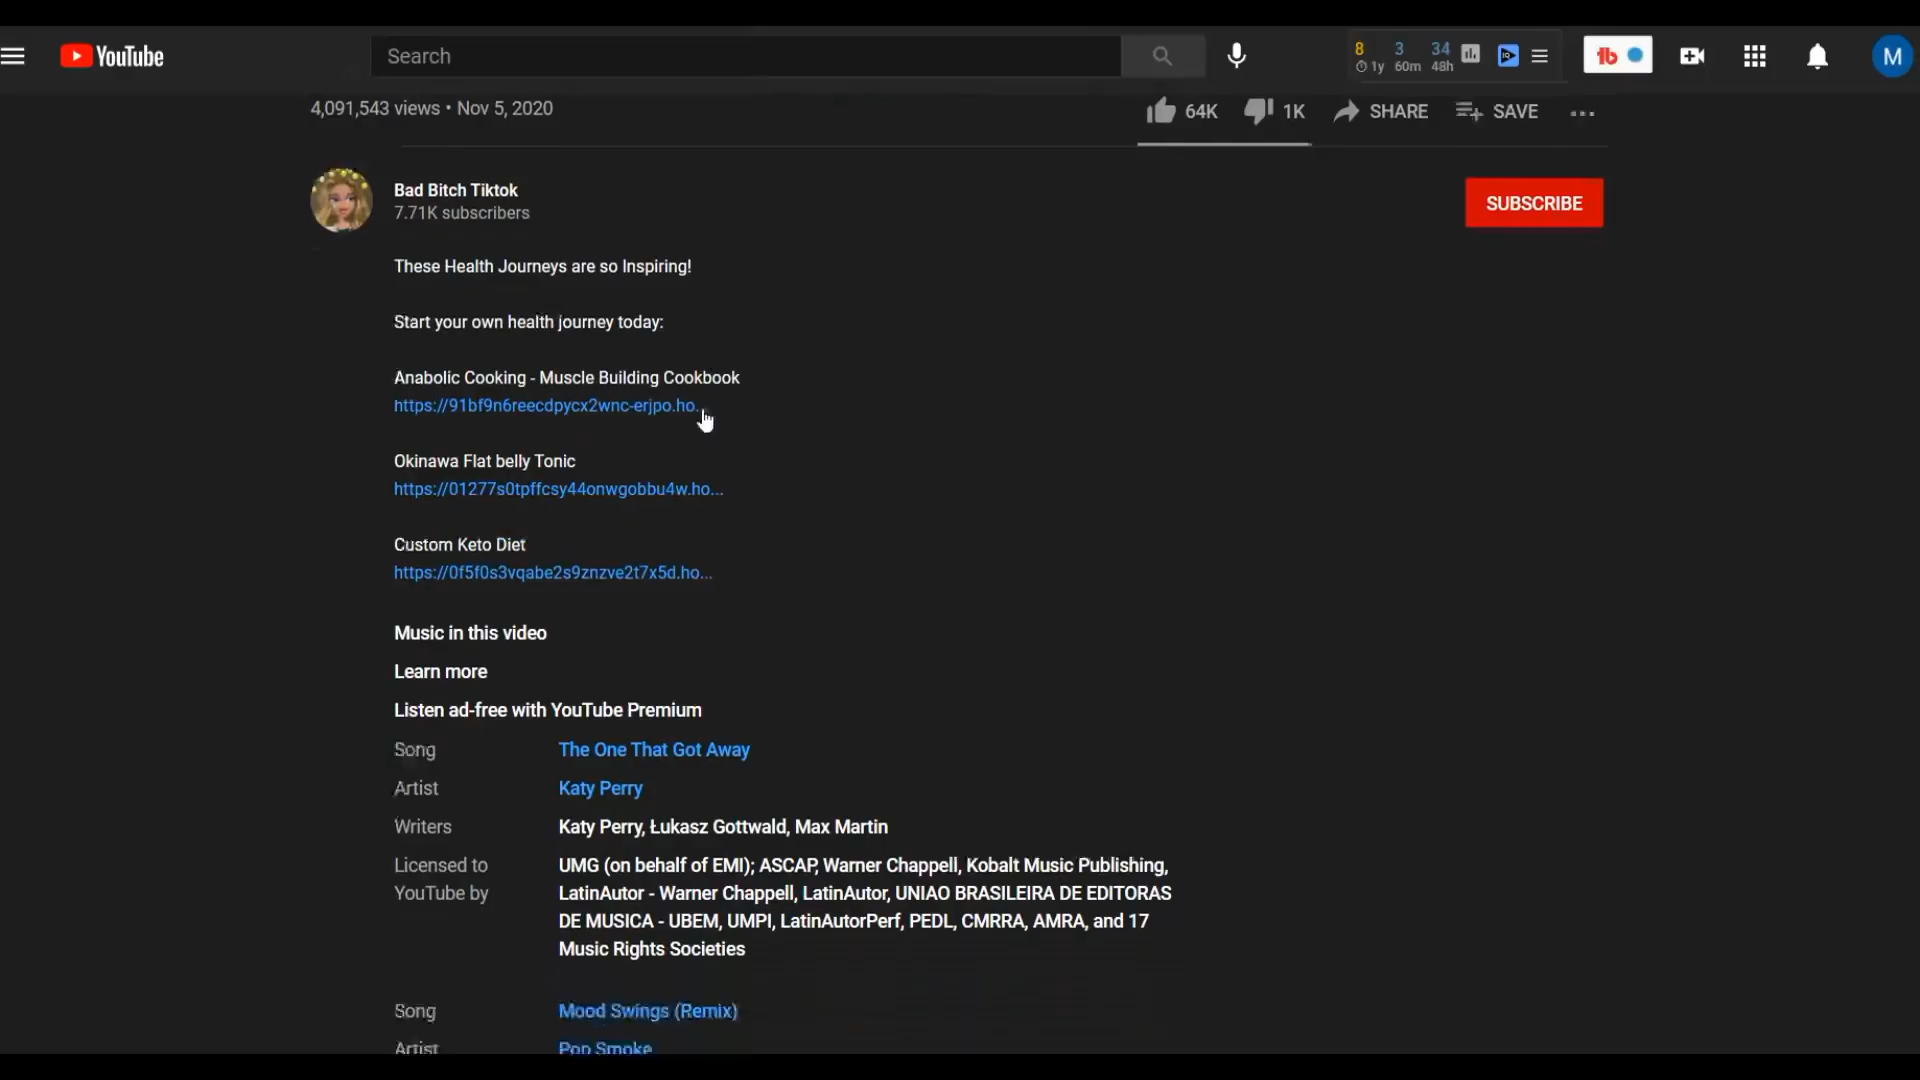 YouTube
Search
8 3 34
1y 60m 48h
M
4,091,543 views • Nov 5, 2020
64K 1K SHARE SAVE
Bad Bitch Tiktok
7.71K subscribers
SUBSCRIBE
These Health Journeys are so Inspiring!
Start your own health journey today:
Anabolic Cooking - Muscle Building Cookbook
https://91bf9n6reecdpycx2wnc-erjpo.ho...
Okinawa Flat belly Tonic
https://01277s0tpffcsy44onwgobbu4w.ho...
Custom Keto Diet
https://0f5f0s3vqabe2s9znzve2t7x5d.ho...
Music in this video
Learn more
Listen ad-free with YouTube Premium
Song The One That Got Away
Artist Katy Perry
Writers Katy Perry, Łukasz Gottwald, Max Martin
Licensed to UMG (on behalf of EMI); ASCAP, Warner Chappell, Kobalt Music Publishing,
YouTube by LatinAutor - Warner Chappell, LatinAutor, UNIAO BRASILEIRA DE EDITORAS
DE MUSICA - UBEM, UMPI, LatinAutorPerf, PEDL, CMRRA, AMRA, and 17
Music Rights Societies
Song Mood Swings (Remix)
Artist Pop Smoke